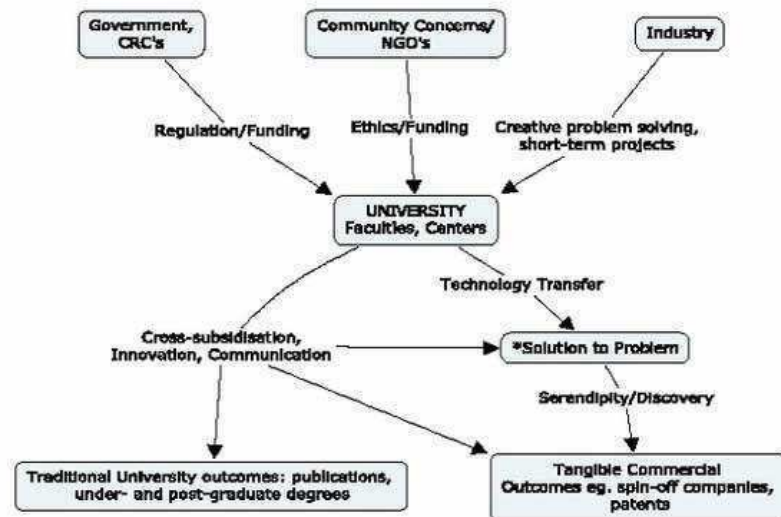 Government,
CRC's
Community Concerns/
NGO's
Industry
Regulation/Funding
Ethics/Funding
Creative problem solving,
short-term projects
UNIVERSITY
Faculties, Centers
Technology Transfer
Cross-subsidisation,
Innovation, Communication
*Solution to Problem
Serendipity/Discovery
Traditional University outcomes: publications,
under- and post-graduate degrees
Tangible Commercial
Outcomes eg. spin-off companies,
patents